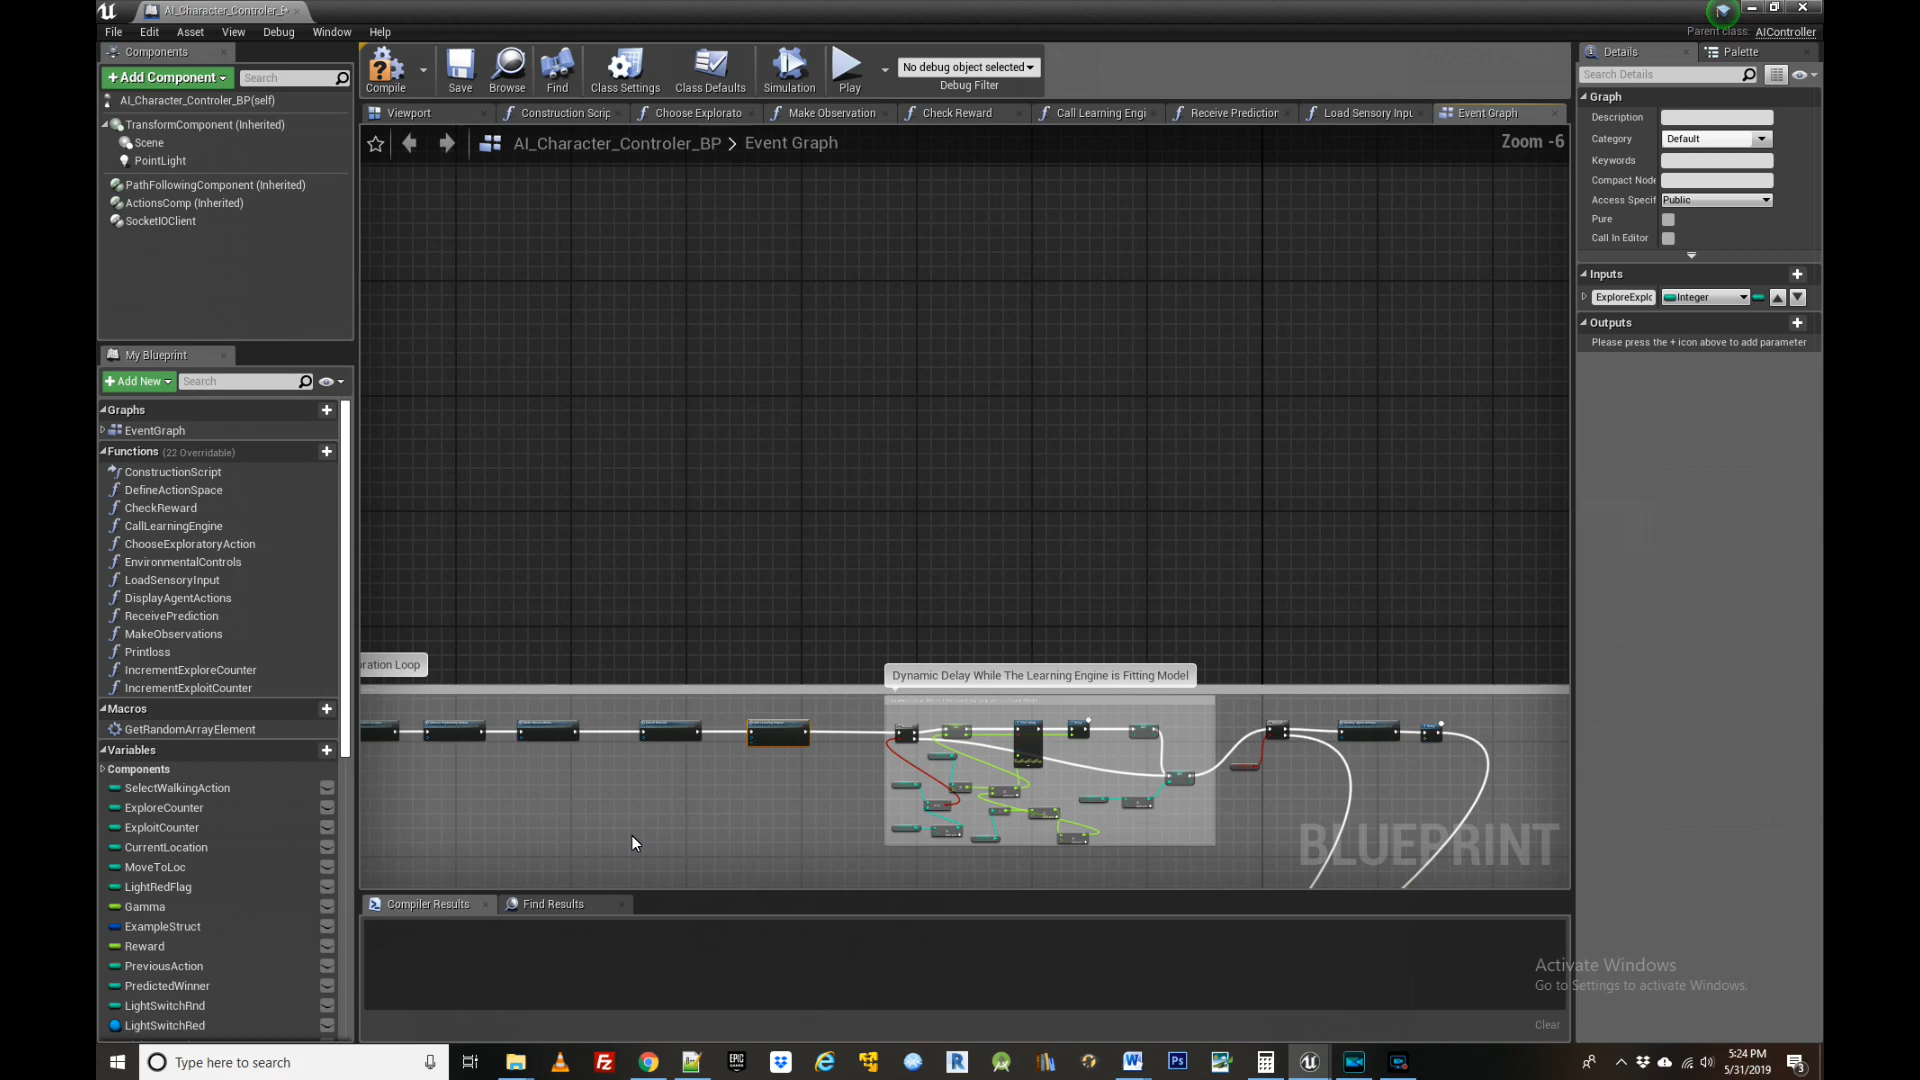 AI_Character_Controler_BP*
File Edit Asset View Debug Window Help
Parent class: AIController
Components
+Add Component Search
AI_Character_Controler_BP(self)
TransformComponent (Inherited)
Scene
PointLight
PathFollowingComponent (Inherited)
ActionsComp (Inherited)
SocketIOClient
My Blueprint
+Add New Search
Graphs
EventGraph
Functions (22 Overridable)
ConstructionScript
DefineActionSpace
CheckReward
CallLearningEngine
ChooseExploratoryAction
EnvironmentalControls
LoadSensoryInput
DisplayAgentActions
ReceivePrediction
MakeObservations
Printloss
IncrementExploreCounter
IncrementExploitCounter
Macros
GetRandomArrayElement
Variables
Components
SelectWalkingAction
ExploreCounter
ExploitCounter
CurrentLocation
MoveToLoc
LightRedFlag
Gamma
ExampleStruct
Reward
PreviousAction
PredictedWinner
LightSwitchRnd
LightSwitchRed
Compile Save Browse Find Class Settings Class Defaults Simulation Play
No debug object selected
Debug Filter
Viewport Construction Scrip Choose Explorato Make Observation Check Reward Call Learning Engi Receive Prediction Load Sensory Inpu Event Graph
AI_Character_Controler_BP > Event Graph
Zoom -6
ration Loop
Dynamic Delay While The Learning Engine is Fitting Model
BLUEPRINT
Compiler Results Find Results
Clear
Details Palette
Search Details
Graph
Description
Category Default
Keywords
Compact Node
Access Specif Public
Pure
Call In Editor
Inputs
ExploreExplo Integer
Outputs
Please press the + icon above to add parameter
Activate Windows
Go to Settings to activate Windows.
Type here to search
5:24 PM
5/31/2019